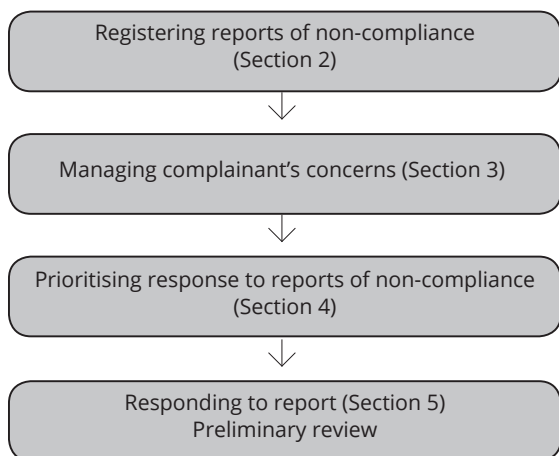 Registering reports of non-compliance
(Section 2)
Managing complainant’s concerns (Section 3)
Prioritising response to reports of non-compliance
(Section 4)
Responding to report (Section 5)
Preliminary review